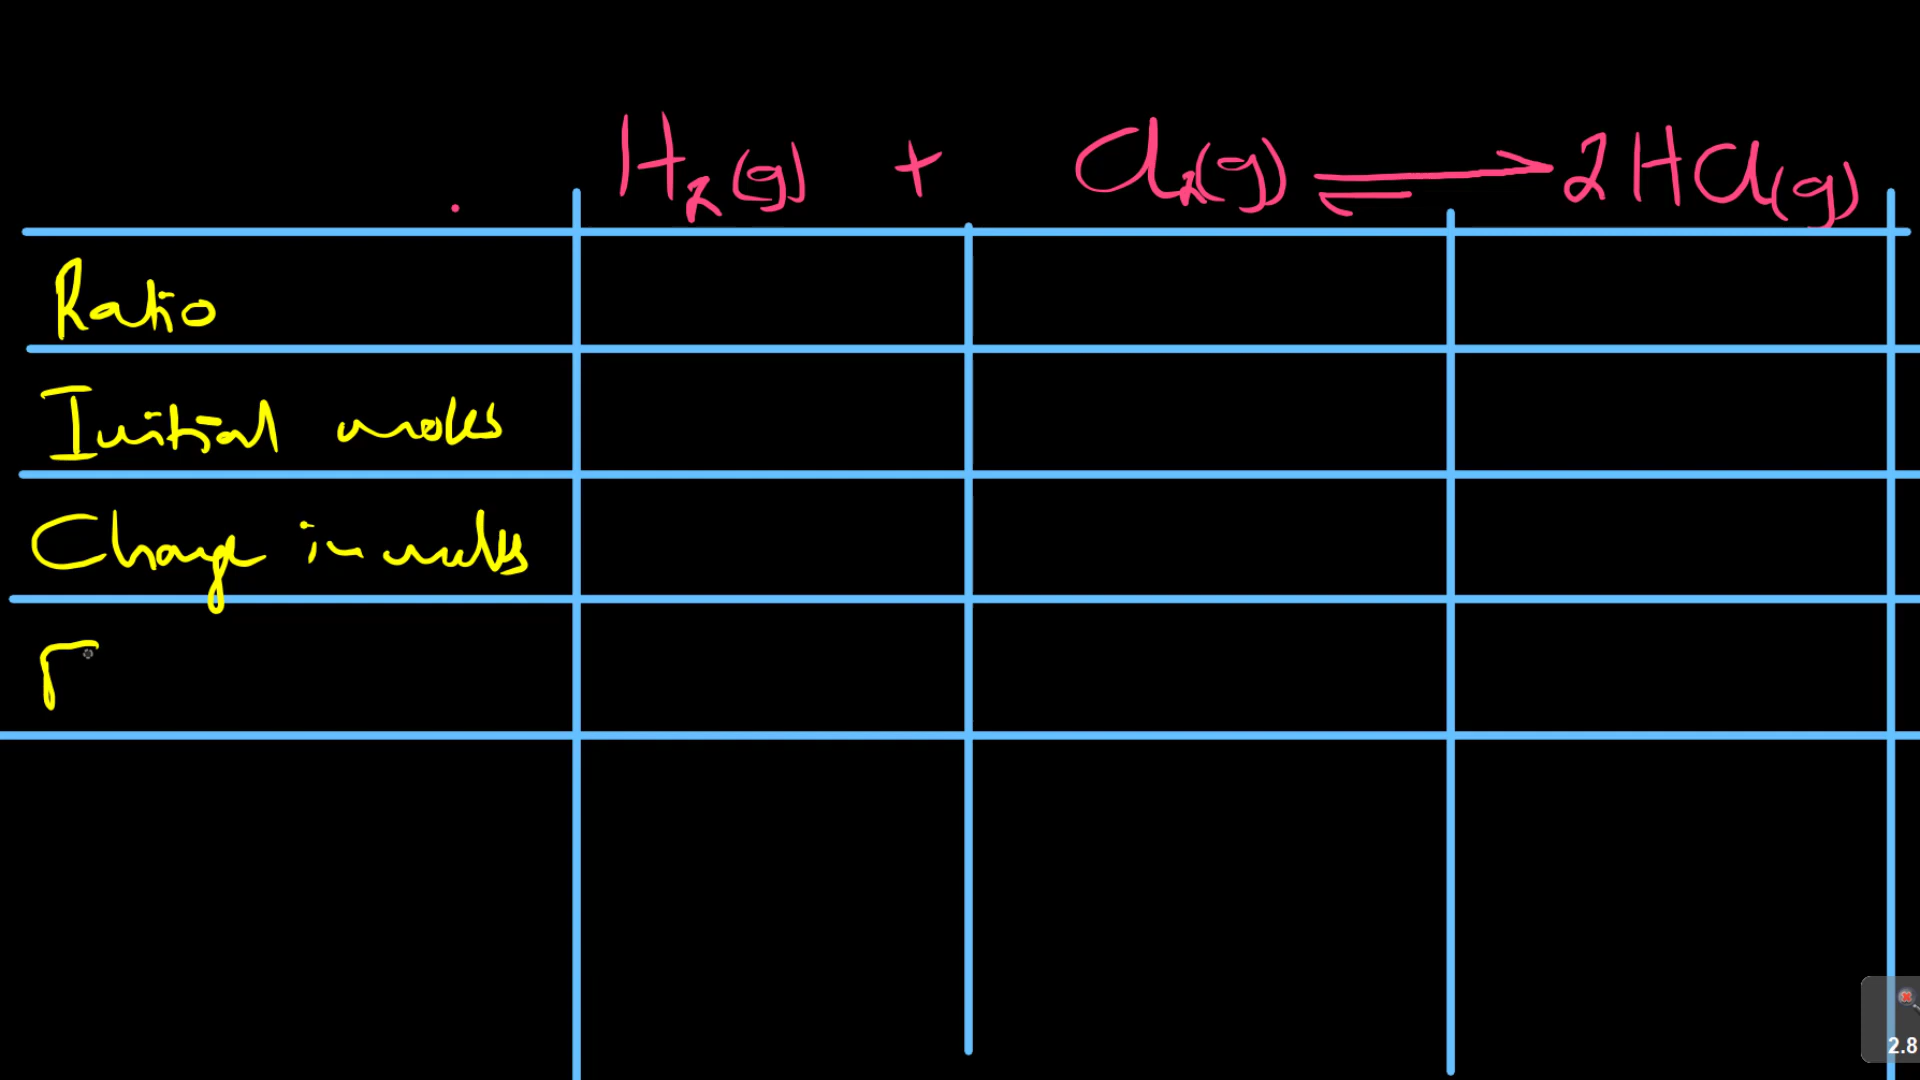 H₂(g) + Cl₂(g) ⇌ 2HCl(g)
Ratio
Initial moles
Change in moles
2.8